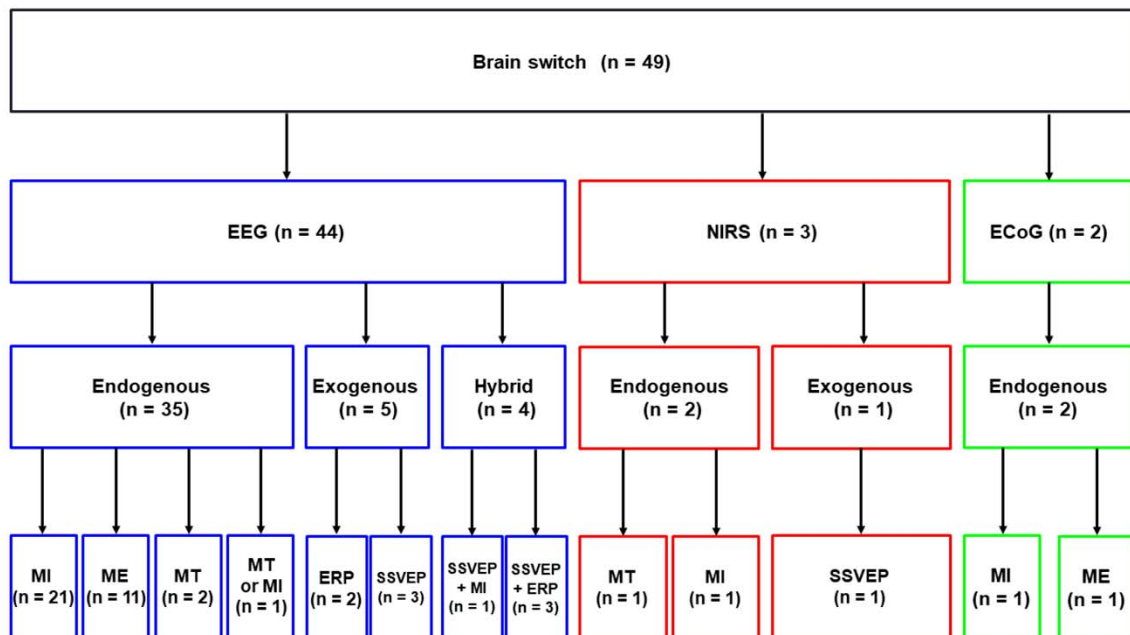 Brain switch (n = 49)
EEG (n = 44)
NIRS (n = 3)
ECoG (n = 2)
Endogenous
(n = 35)
Exogenous
(n = 5)
Hybrid
(n = 4)
Endogenous
(n = 2)
Exogenous
(n = 1)
Endogenous
(n = 2)
MI
(n = 21)
ME
(n = 11)
MT
(n = 2)
MT
or MI
(n = 1)
ERP
(n = 2)
SSVEP
(n = 3)
SSVEP
+ MI
(n = 1)
SSVEP
+ ERP
(n = 3)
MT
(n = 1)
MI
(n = 1)
SSVEP
(n = 1)
MI
(n = 1)
ME
(n = 1)